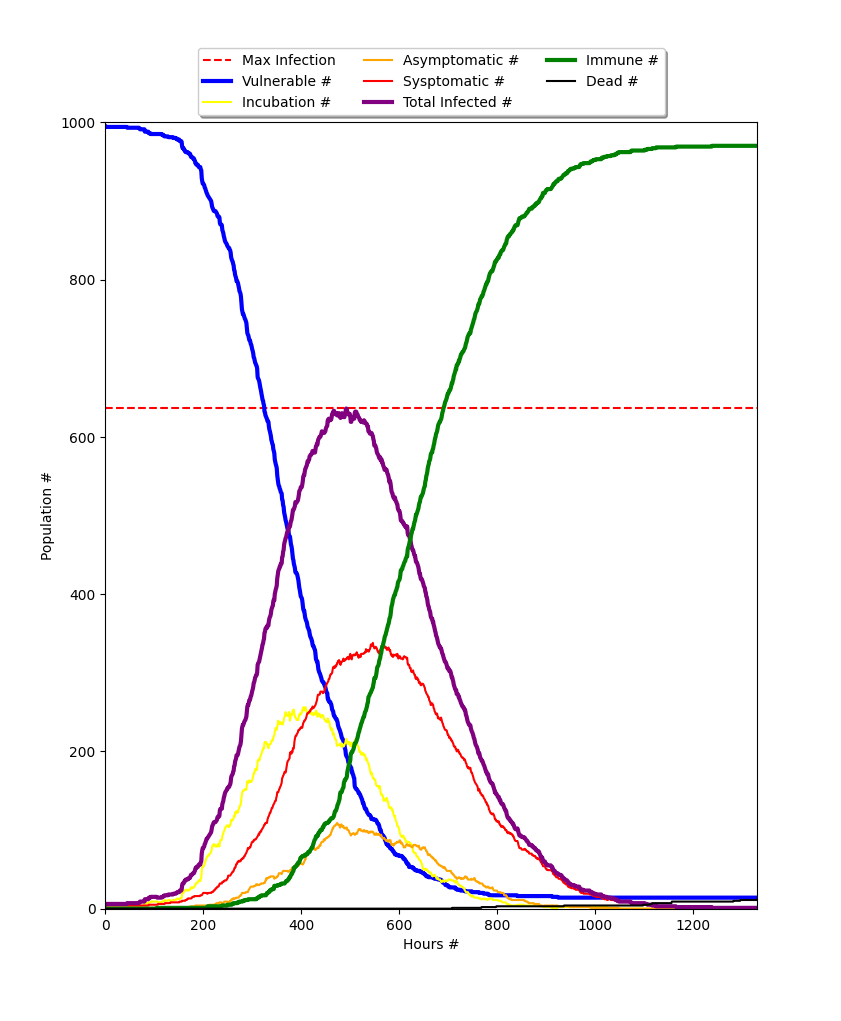 Max Infection
Vulnerable #
Incubation #
Asymptomatic #
Sysptomatic #
Total Infected #
Immune #
Dead #
1000
800
600
400
200
0
Population #
0 200 400 600 800 1000 1200
Hours #